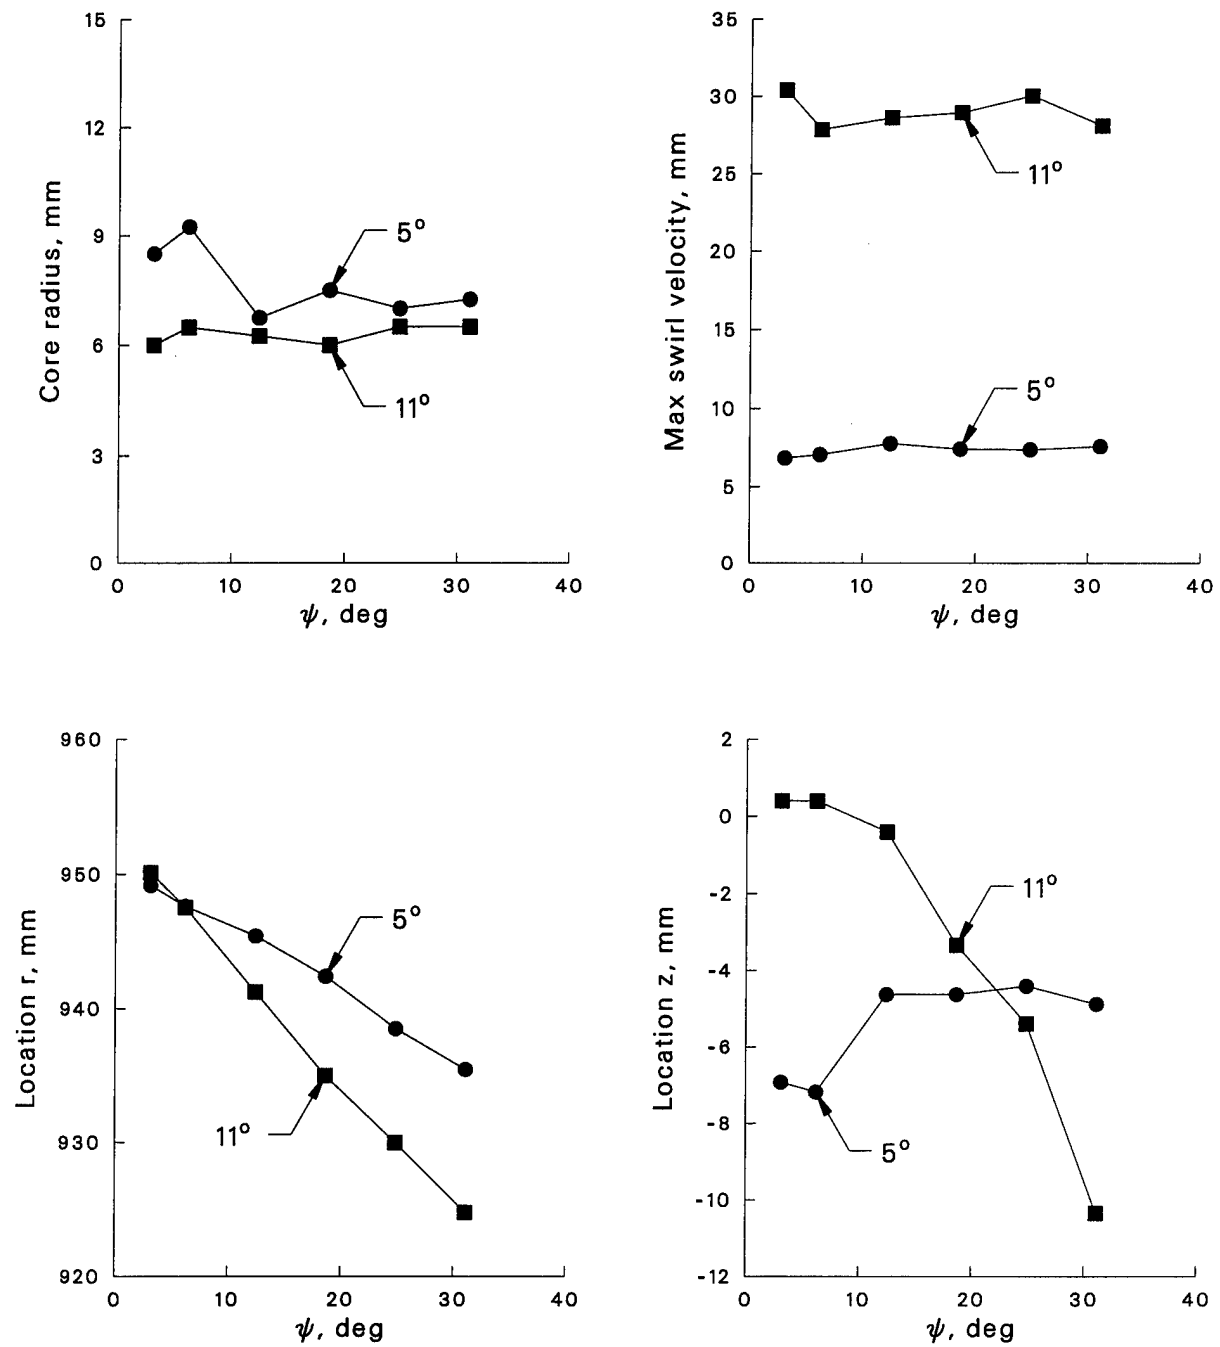 15
12
9
6
3
0
Core radius, mm
5°
11°
0 10 20 30 40
ψ, deg
35
30
25
20
15
10
5
0
Max swirl velocity, mm
11°
5°
0 10 20 30 40
ψ, deg
960
950
940
930
920
Location r, mm
5°
11°
0 10 20 30 40
ψ, deg
2
0
-2
-4
-6
-8
-10
-12
Location z, mm
11°
5°
0 10 20 30 40
ψ, deg